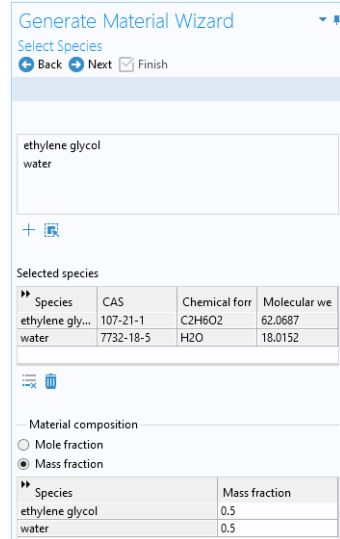 Generate Material Wizard
Select Species
Back Next Finish
ethylene glycol
water
Selected species
Species CAS Chemical forr Molecular we
ethylene gly... 107-21-1 C2H6O2 62.0687
water 7732-18-5 H2O 18.0152
Material composition
Mole fraction
Mass fraction
Species Mass fraction
ethylene glycol 0.5
water 0.5